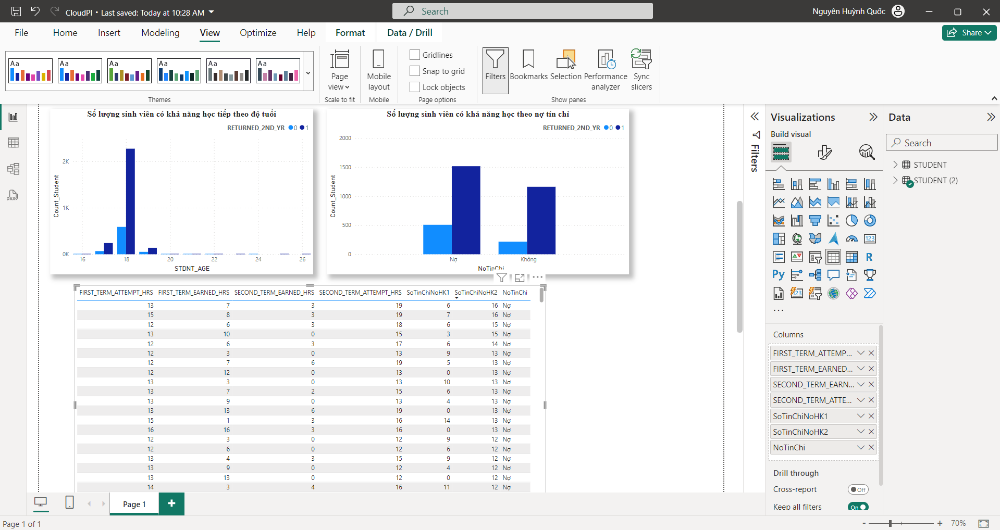 CloudPI • Last saved: Today at 10:28 AM
Search
Nguyên Huỳnh Quốc
File Home Insert Modeling View Optimize Help Format Data / Drill
Share
Aa Aa Aa Aa Aa Aa
Themes
Page view
Scale to fit
Mobile layout
Mobile
Gridlines
Snap to grid
Lock objects
Page options
Filters
Bookmarks
Selection
Performance analyzer
Sync slicers
Show panes
Số lượng sinh viên có khả năng học tiếp theo độ tuổi
RETURNED_2ND_YR 0 1
Count_Student
2K
1K
0K
16 18 20 22 24 26
STDNT_AGE
Số lượng sinh viên có khả năng học theo nợ tín chỉ
RETURNED_2ND_YR 0 1
Count_Student
2000
1500
1000
500
0
Nợ Không
NoTinChi
FIRST_TERM_ATTEMPT_HRS FIRST_TERM_EARNED_HRS SECOND_TERM_EARNED_HRS SECOND_TERM_ATTEMPT_HRS SoTinChiNoHK1 SoTinChiNoHK2 NoTinChi
13 7 3 19 6 16 Nợ
15 8 3 19 7 16 Nợ
12 6 3 18 6 15 Nợ
13 10 0 15 3 15 Nợ
12 6 3 17 6 14 Nợ
12 3 0 13 9 13 Nợ
12 7 6 19 5 13 Nợ
12 12 0 13 0 13 Nợ
13 3 0 13 10 13 Nợ
13 7 2 15 6 13 Nợ
13 9 0 13 4 13 Nợ
13 13 6 19 0 13 Nợ
15 1 3 16 14 13 Nợ
16 16 3 16 0 13 Nợ
12 3 0 12 9 12 Nợ
12 6 0 12 6 12 Nợ
13 4 3 15 9 12 Nợ
13 9 0 12 4 12 Nợ
13 13 0 12 0 12 Nợ
14 3 4 16 11 12 Nợ
Filters
Visualizations
Build visual
123
R
Py
123
...
Columns
FIRST_TERM_ATTEMP...
FIRST_TERM_EARNED...
SECOND_TERM_EARN...
SECOND_TERM_ATTE...
SoTinChiNoHK1
SoTinChiNoHK2
NoTinChi
Drill through
Cross-report Off
Keep all filters On
Data
Search
STUDENT
STUDENT (2)
DAX
Page 1
+
Page 1 of 1
- + 70%